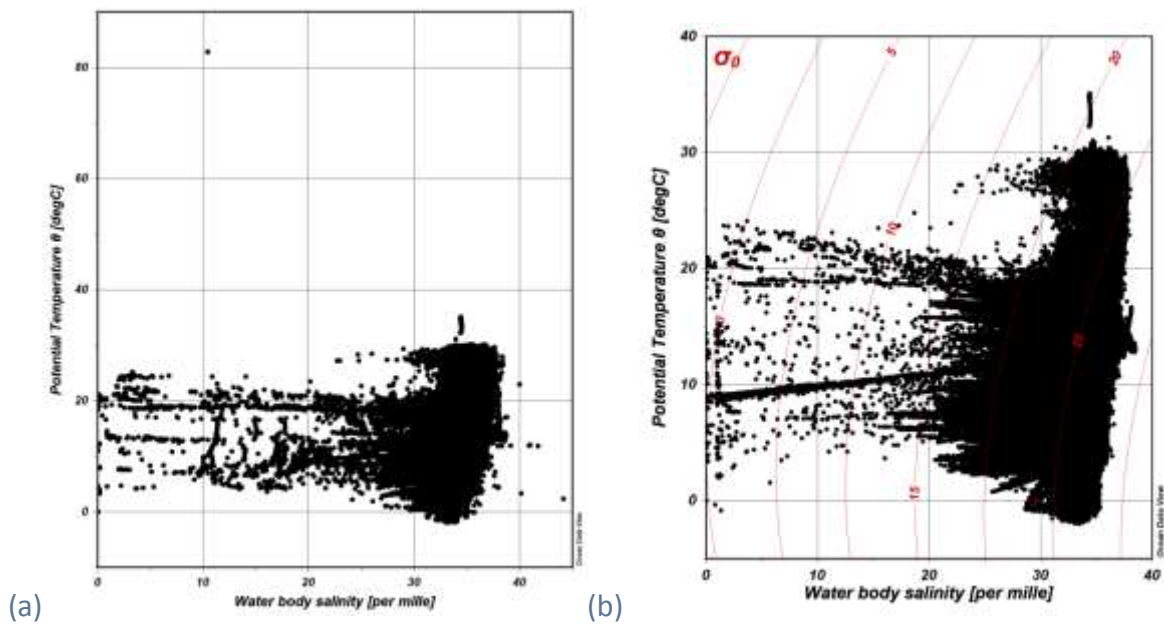 80
60
40
20
0
Potential Temperature θ [degC]
0 10 20 30 40
Water body salinity [per mille]
Ocean Data View
(a)
σ0
5
10
15
20
25
0
40
30
20
10
0
Potential Temperature θ [degC]
0 10 20 30 40
Water body salinity [per mille]
Ocean Data View
(b)